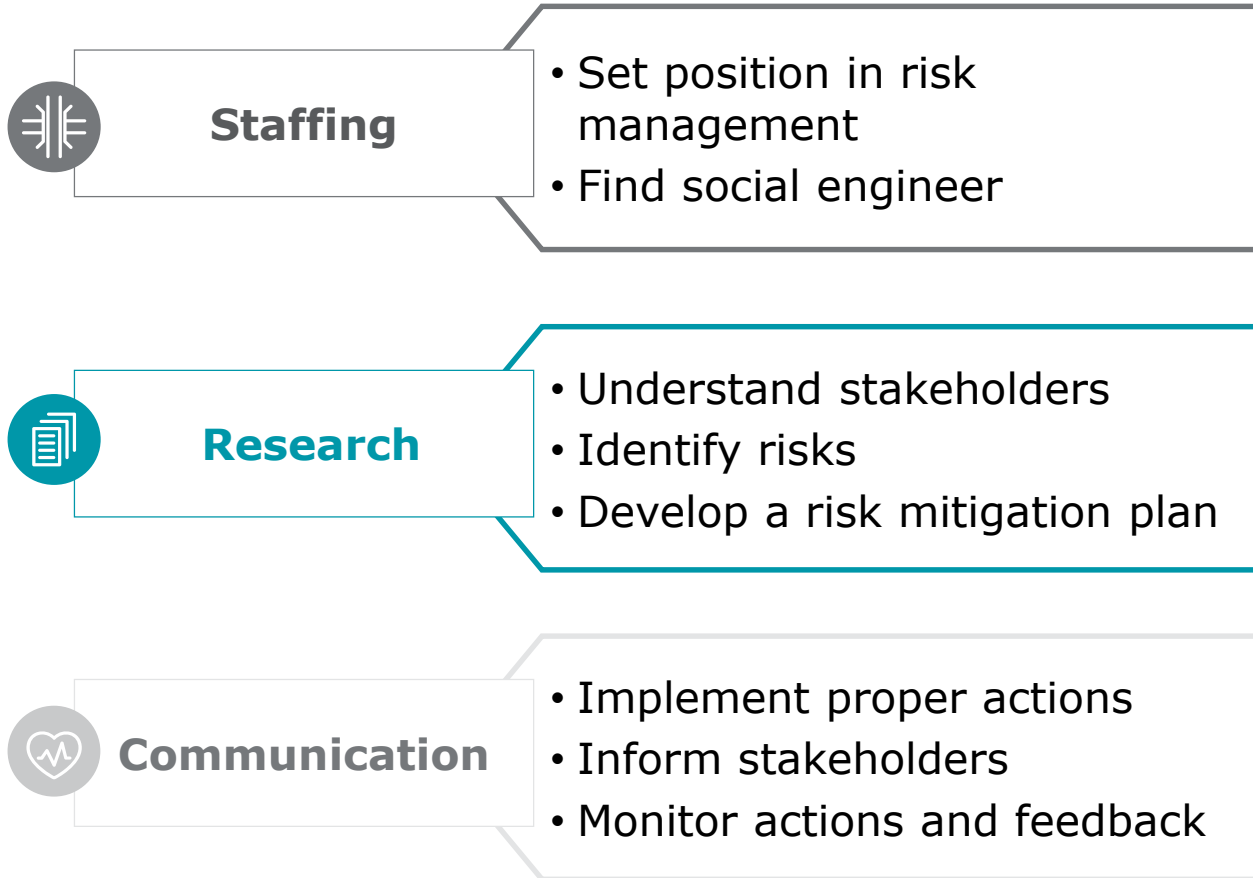 Staffing
• Set position in risk
management
• Find social engineer
Research
• Understand stakeholders
• Identify risks
• Develop a risk mitigation plan
Communication
• Implement proper actions
• Inform stakeholders
• Monitor actions and feedback